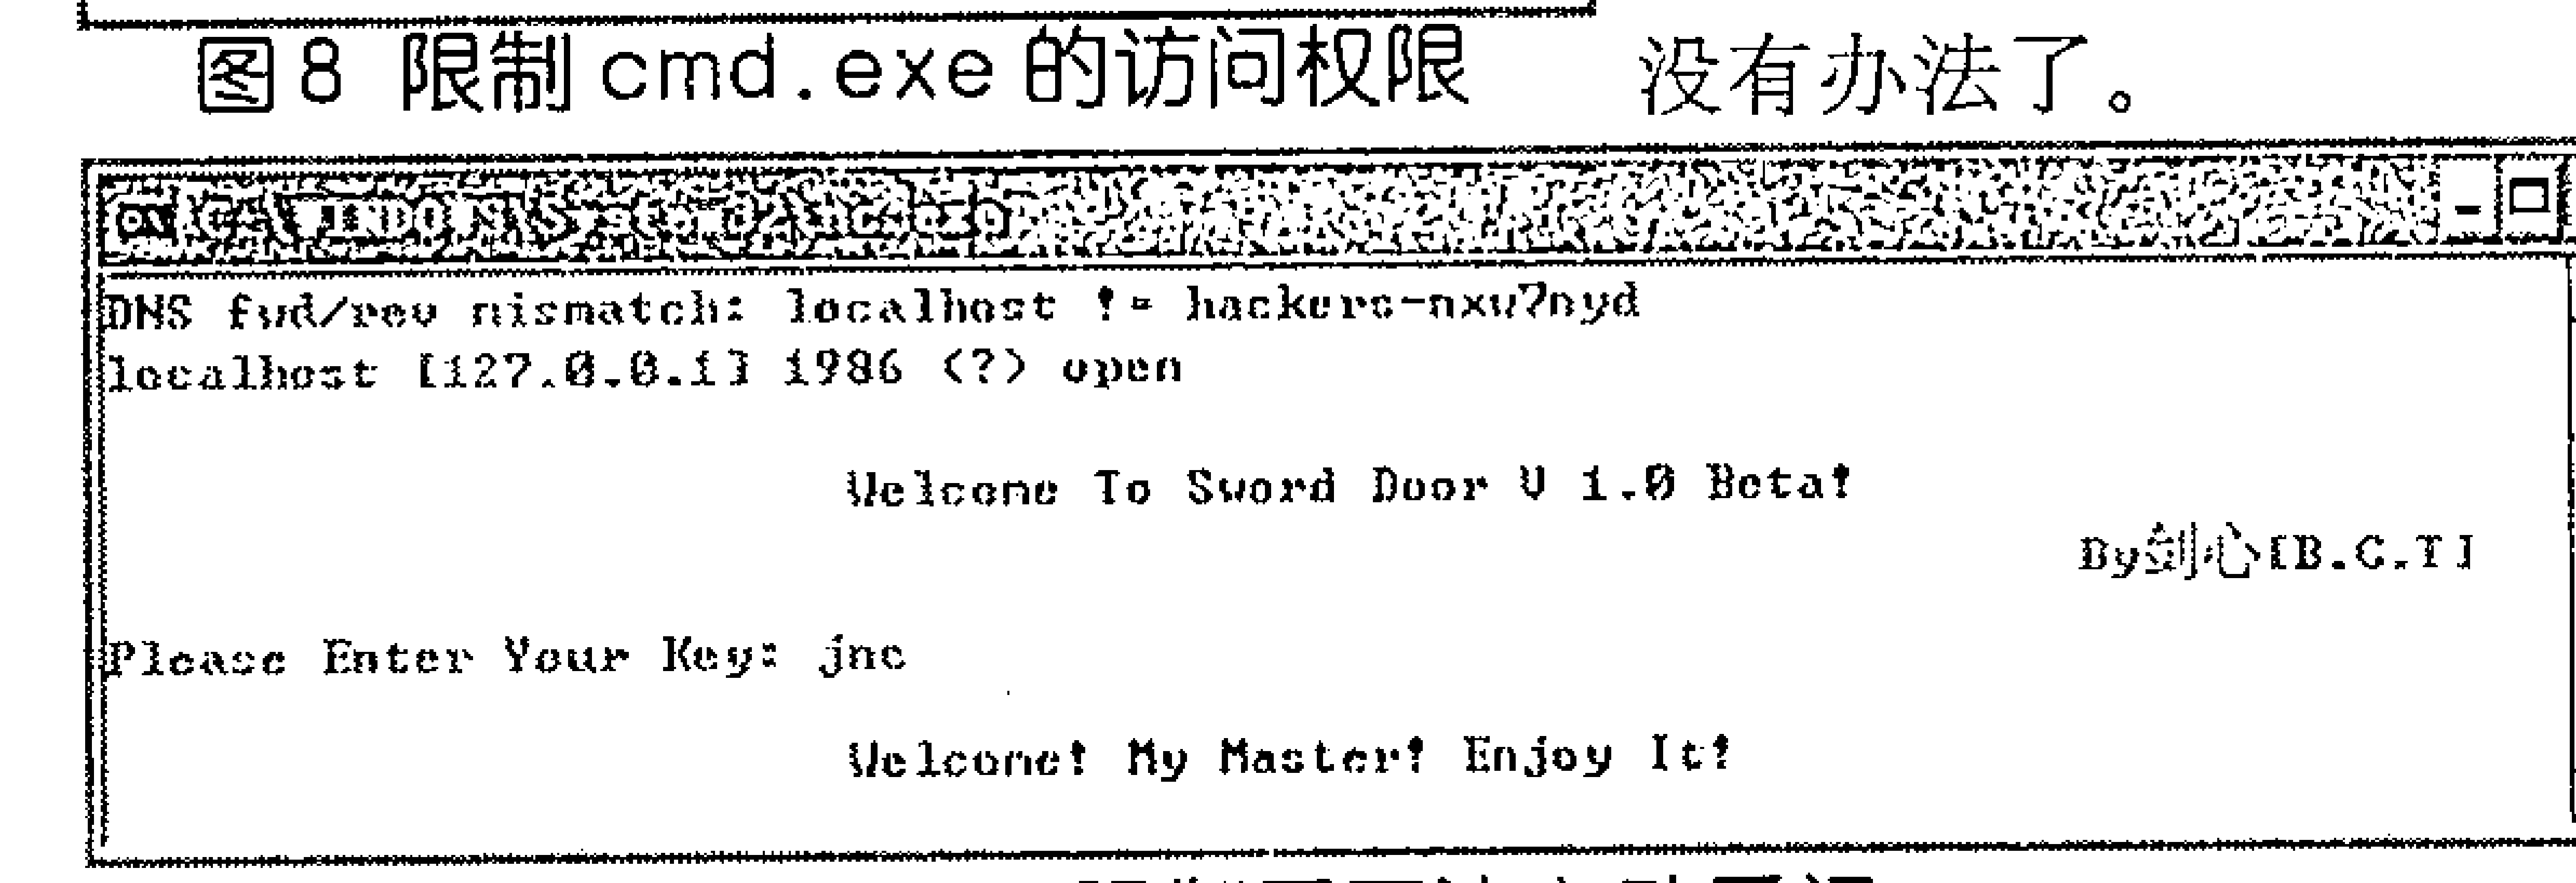 图8 限制cmd.exe的访问权限
没有办法了。
DNS fwd/rev mismatch: localhost != hackers-nxw7nyd
localhost [127.0.0.1] 1986 (?) open
Welcome To Sword Door V 1.0 Beta!
By剑心[B.C.T]
Please Enter Your Key: jnc
Welcome! My Master! Enjoy It!